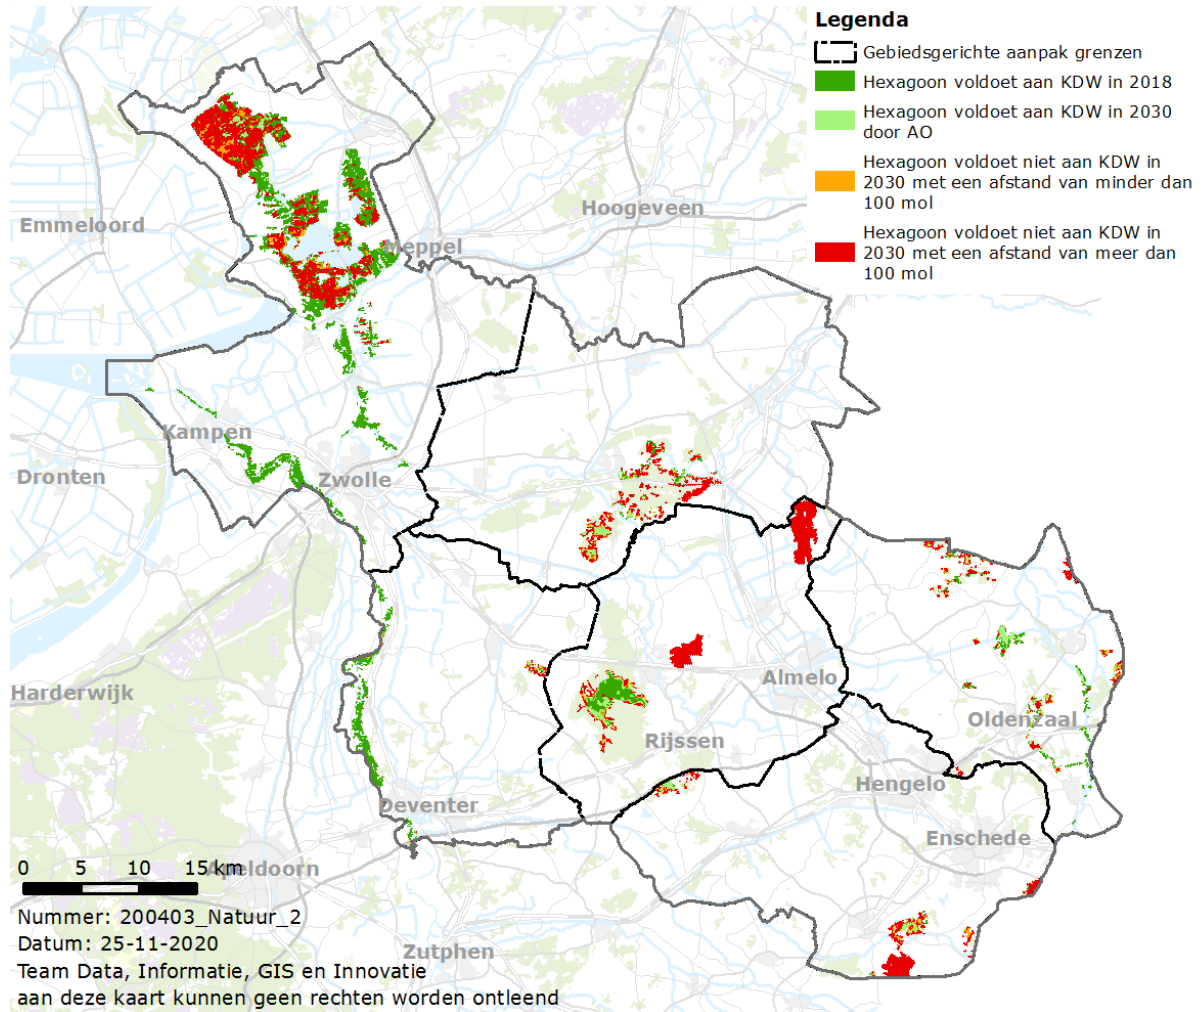 Legenda
Gebiedsgerichte aanpak grenzen
Hexagoon voldoet aan KDW in 2018
Hexagoon voldoet aan KDW in 2030
door AO
Hexagoon voldoet niet aan KDW in
2030 met een afstand van minder dan
100 mol
Hexagoon voldoet niet aan KDW in
2030 met een afstand van meer dan
100 mol
Emmeloord
Hoogeveen
Meppel
Kampen
Dronten
Zwolle
Harderwijk
Almelo
Oldenzaal
Rijssen
Hengelo
Deventer
Enschede
Apeldoorn
Zutphen
0 5 10 15 km
Nummer: 200403_Natuur_2
Datum: 25-11-2020
Team Data, Informatie, GIS en Innovatie
aan deze kaart kunnen geen rechten worden ontleend